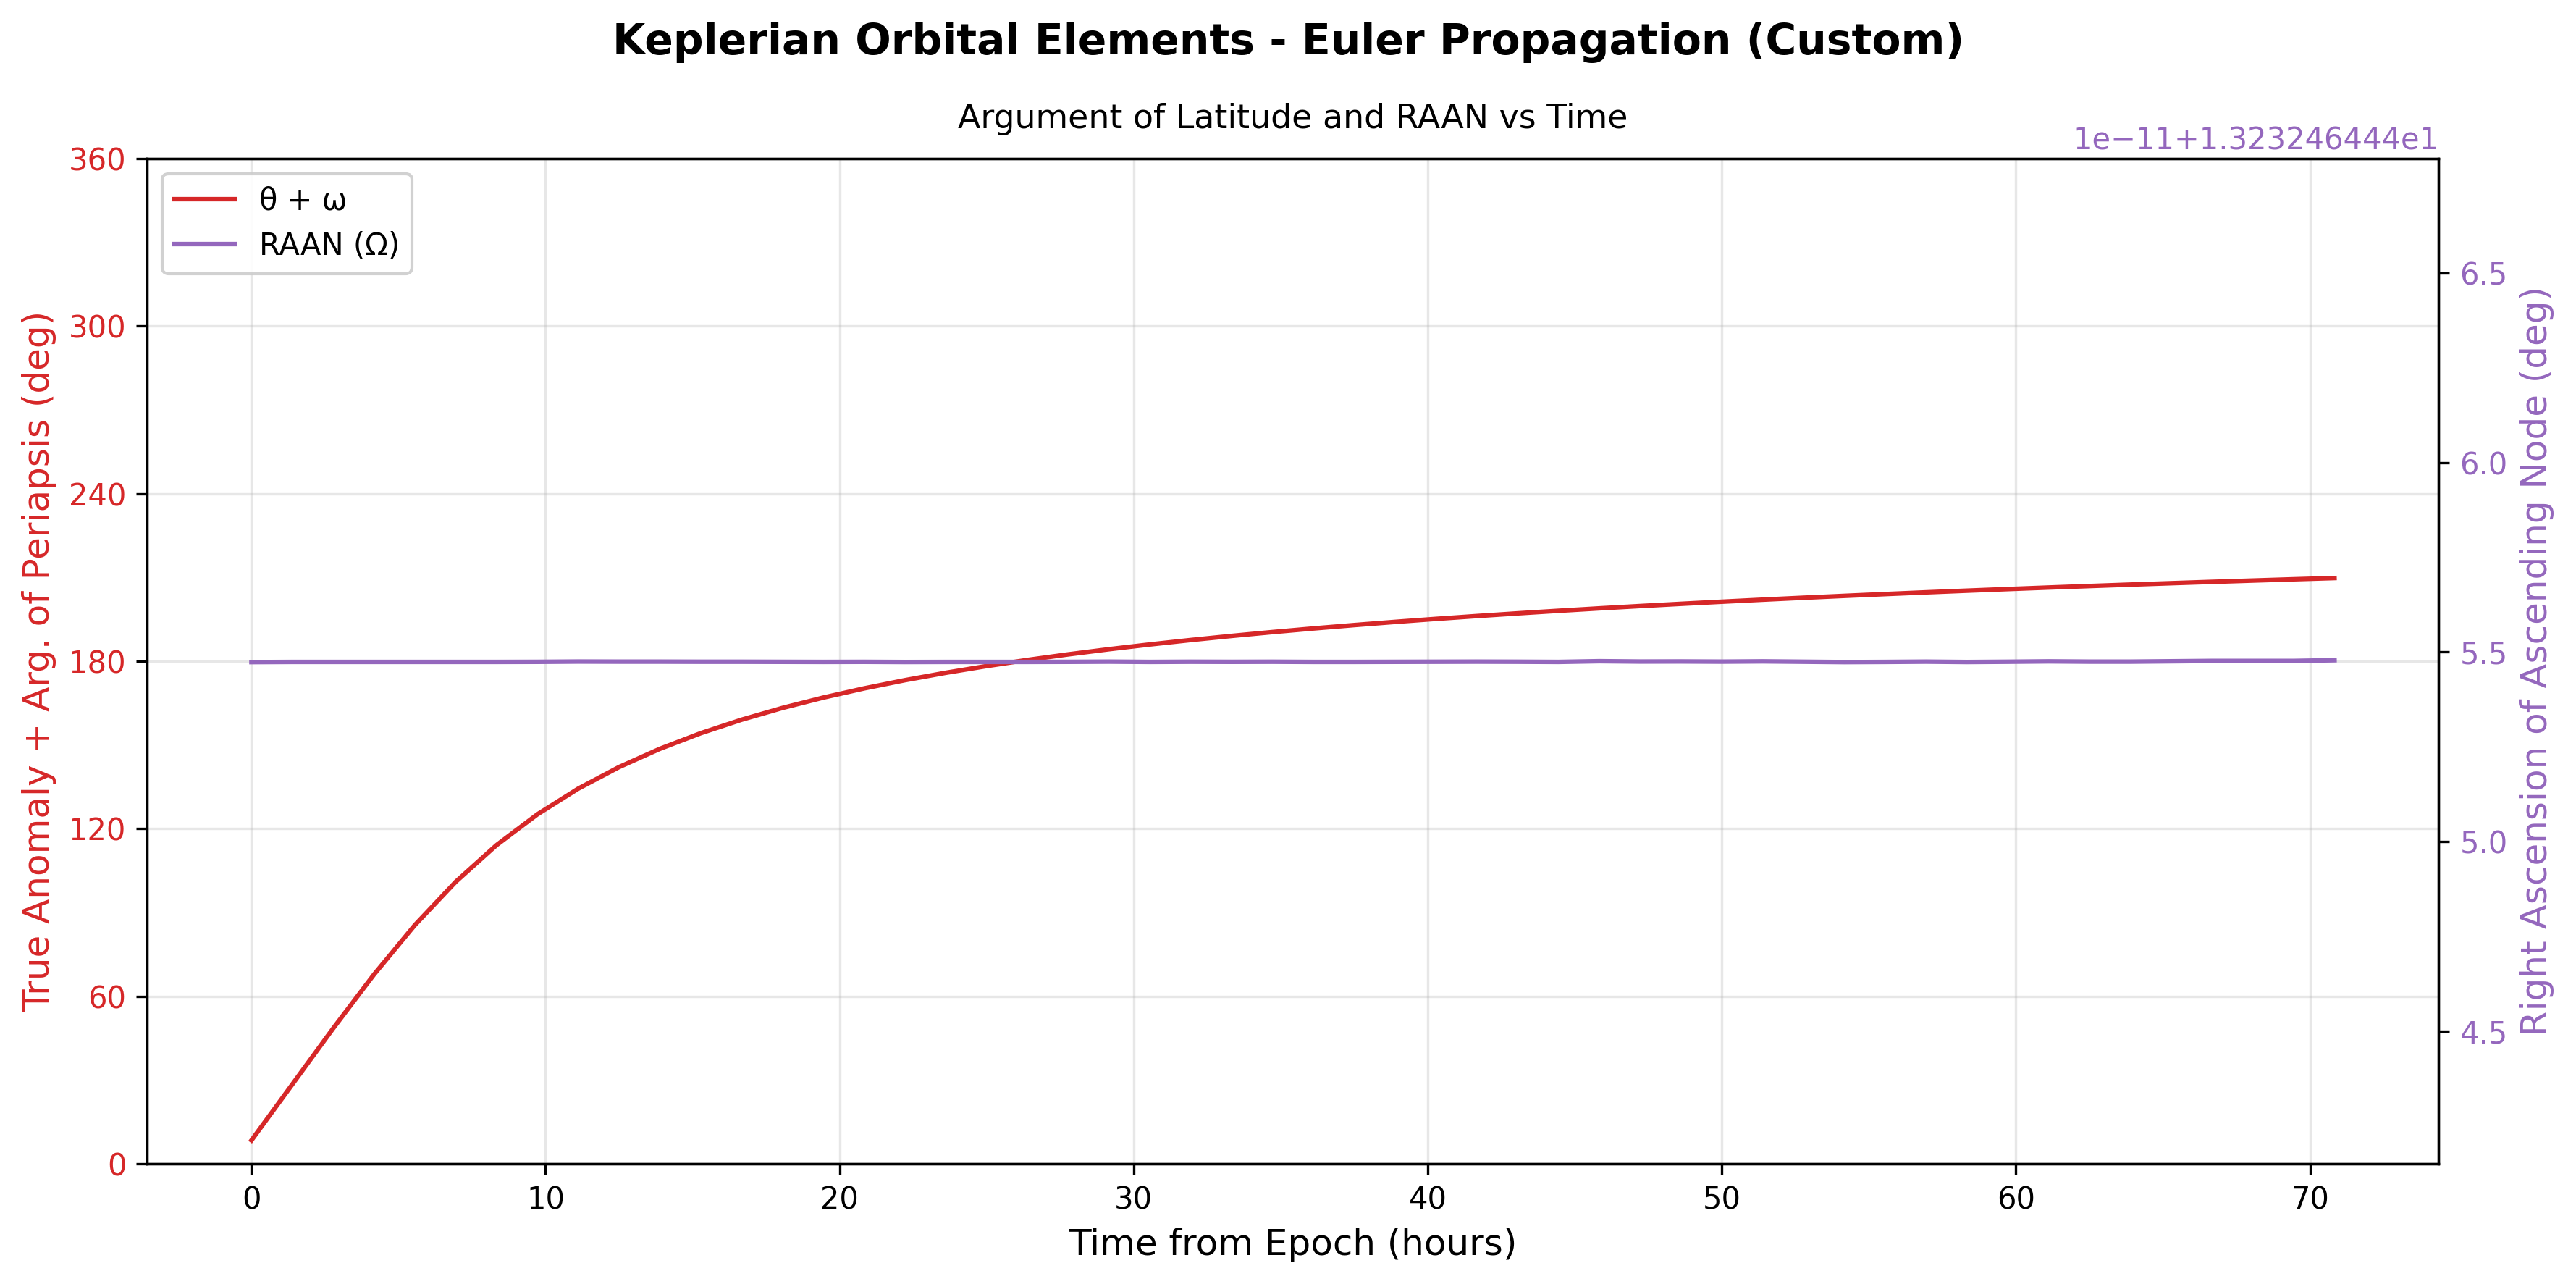 Keplerian Orbital Elements - Euler Propagation (Custom)
Argument of Latitude and RAAN vs Time
1e−11+1.323246444e1
θ + ω
RAAN (Ω)
True Anomaly + Arg. of Periapsis (deg)
360
300
240
180
120
60
0
6.5
6.0
5.5
5.0
4.5
Right Ascension of Ascending Node (deg)
0 10 20 30 40 50 60 70
Time from Epoch (hours)